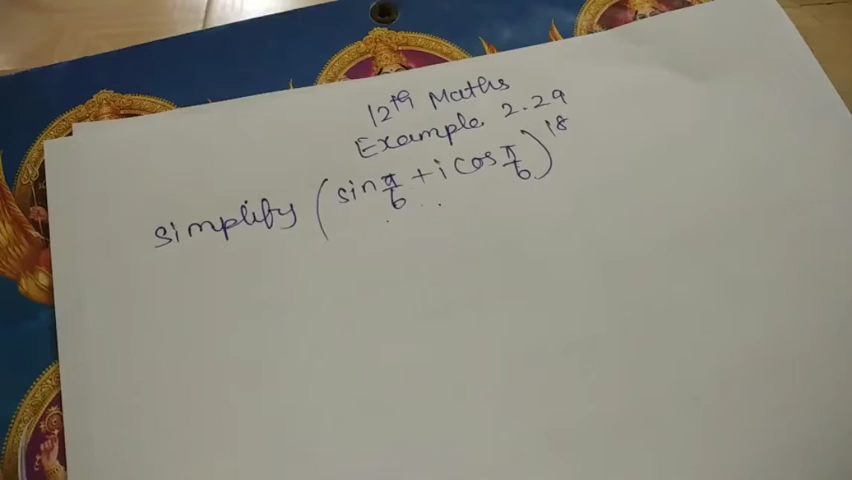 12th Maths
Example 2.29
simplify (sin π/6 + i cos π/6)^18